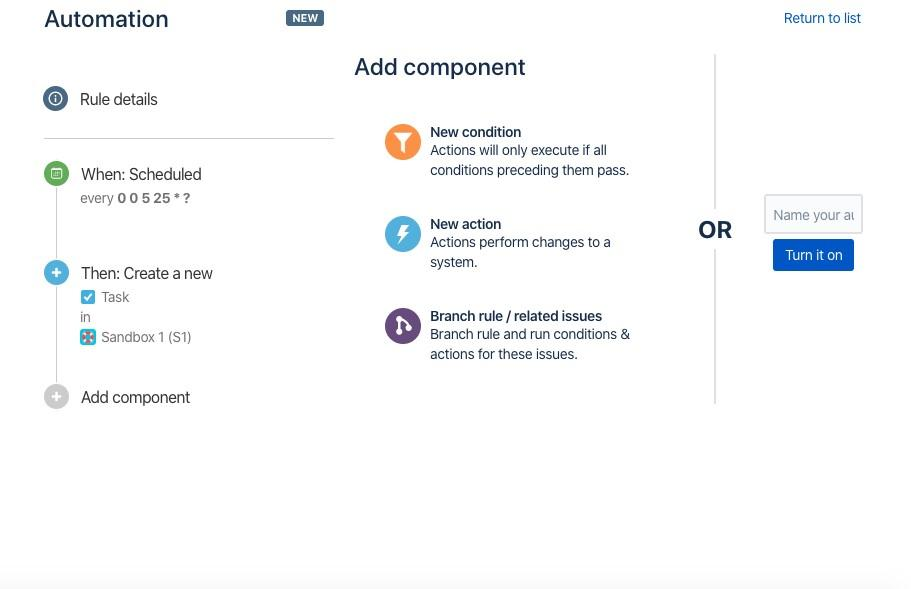 Automation
NEW
Return to list
Add component
Rule details
New condition
Actions will only execute if all
conditions preceding them pass.
When: Scheduled
every 0 0 5 25 * ?
New action
Actions perform changes to a
system.
OR
Name your au
Turn it on
Then: Create a new
Task
in
Sandbox 1 (S1)
Branch rule / related issues
Branch rule and run conditions &
actions for these issues.
Add component